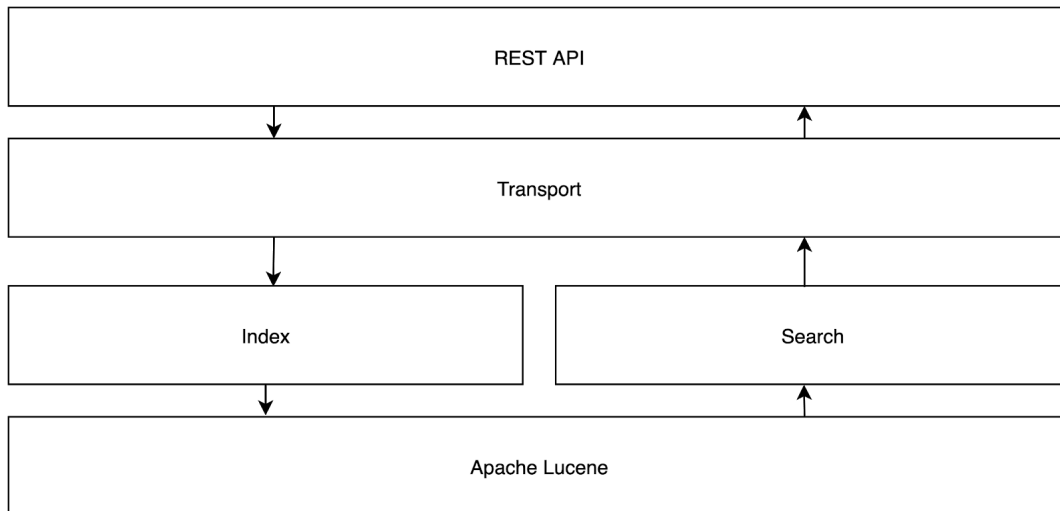 REST API
Transport
Index
Search
Apache Lucene